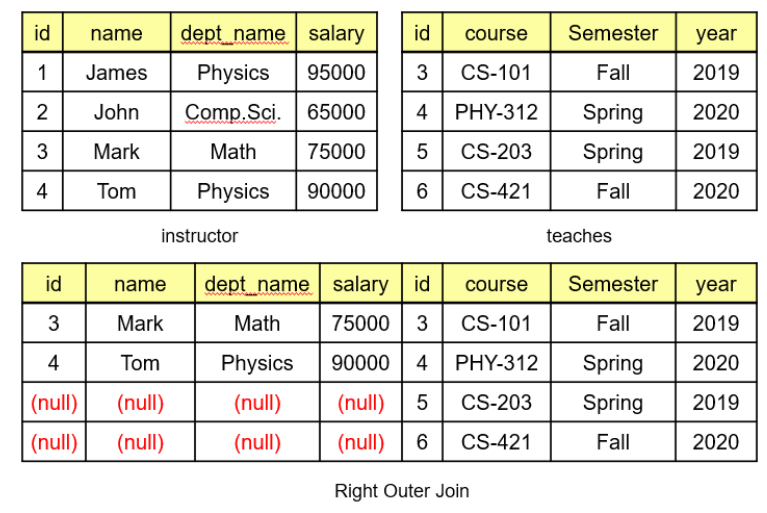 id name dept_name salary id course Semester year
1 James Physics 95000 3 CS-101 Fall 2019
2 John Comp.Sci. 65000 4 PHY-312 Spring 2020
3 Mark Math 75000 5 CS-203 Spring 2019
4 Tom Physics 90000 6 CS-421 Fall 2020
instructor teaches
id name dept_name salary id course Semester year
3 Mark Math 75000 3 CS-101 Fall 2019
4 Tom Physics 90000 4 PHY-312 Spring 2020
(null) (null) (null) (null) 5 CS-203 Spring 2019
(null) (null) (null) (null) 6 CS-421 Fall 2020
Right Outer Join